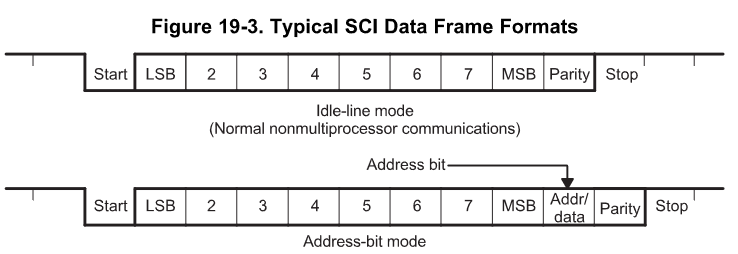 Figure 19-3. Typical SCI Data Frame Formats
Start LSB 2 3 4 5 6 7 MSB Parity Stop
Idle-line mode
(Normal nonmultiprocessor communications)
Address bit
Start LSB 2 3 4 5 6 7 MSB Addr/ data Parity Stop
Address-bit mode